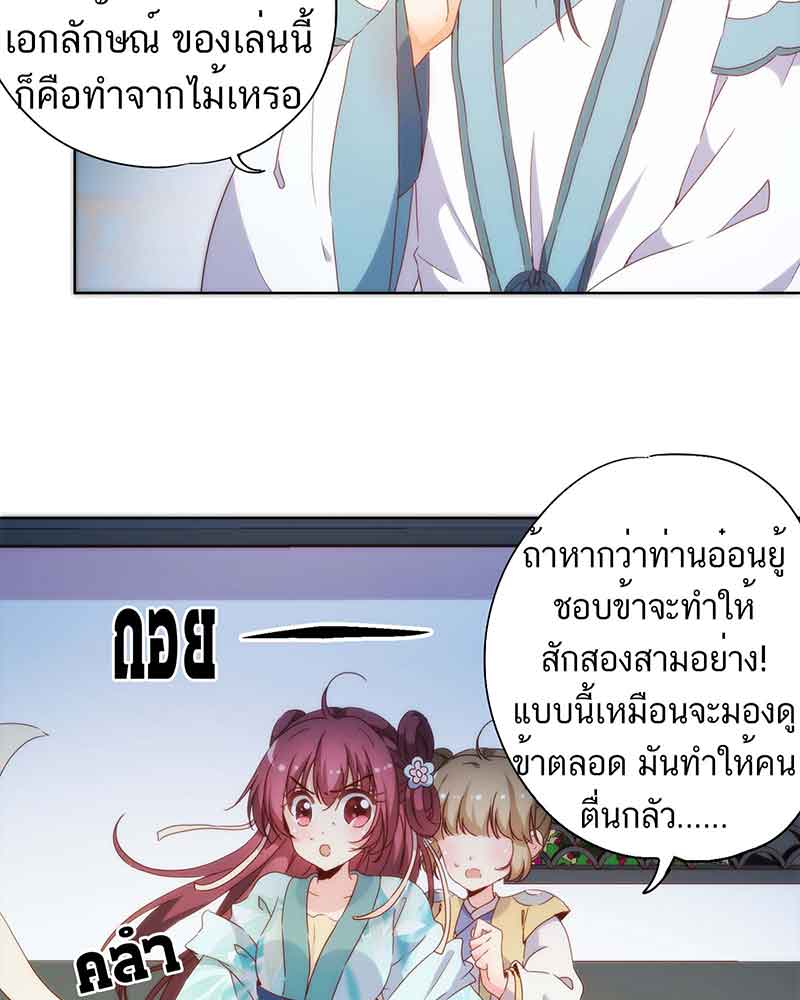 เอกลักษณ์ ของเล่นนี้
ก็คือทำจากไม้เหรอ
ถ้าหากว่าท่านอ๋อนยู้
ชอบข้าจะทำให้
สักสองสามอย่าง!
แบบนี้เหมือนจะมองดู
ข้าตลอด มันทำให้คน
ตื่นกลัว......
ถอย
คลำ